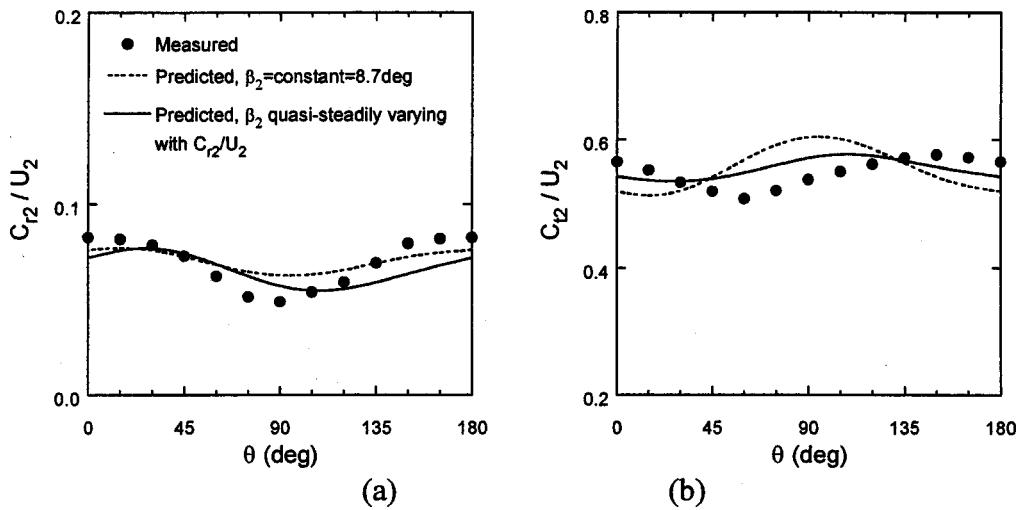 0.2
Measured
Predicted, β₂=constant=8.7deg
Predicted, β₂ quasi-steadily varying
with Cr2/U₂
Cr2 / U₂
0.1
0.0
0 45 90 135 180
θ (deg)
(a)
0.8
Ct2 / U₂
0.6
0.4
0.2
0 45 90 135 180
θ (deg)
(b)